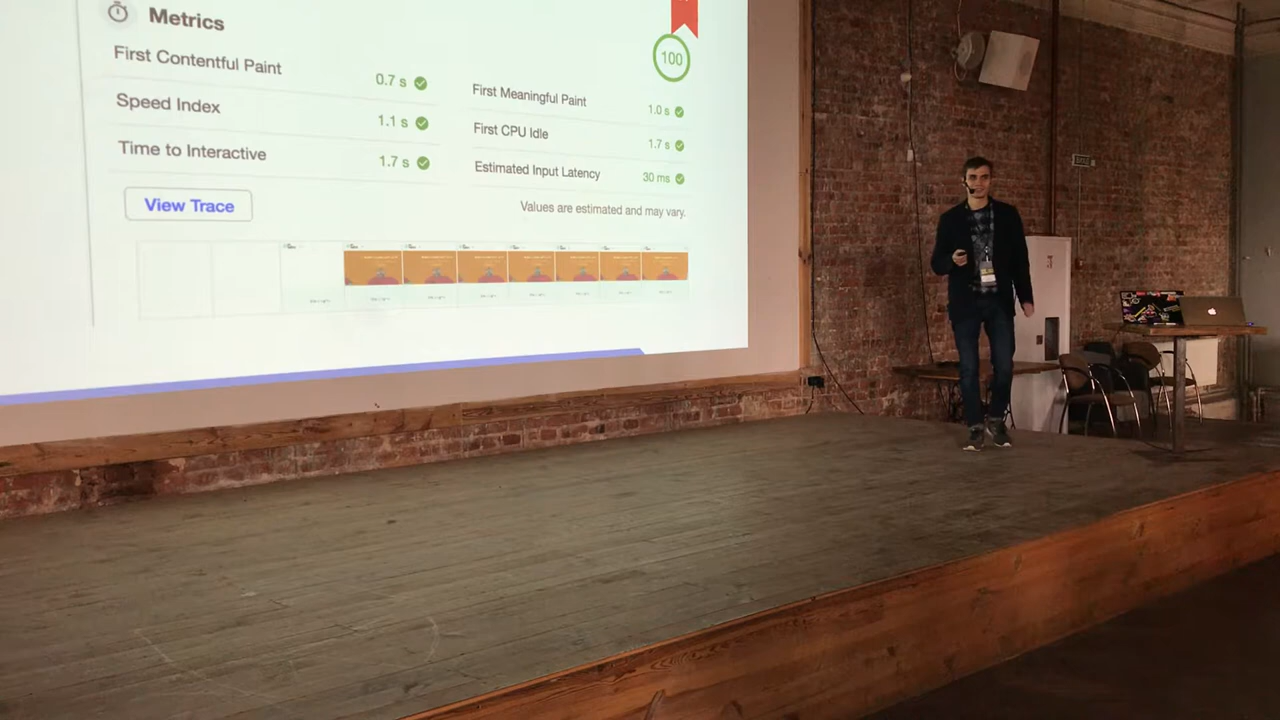 Metrics
100
First Contentful Paint
0.7 s
First Meaningful Paint
1.0 s
Speed Index
1.1 s
First CPU Idle
1.7 s
Time to Interactive
1.7 s
Estimated Input Latency
30 ms
View Trace
Values are estimated and may vary.